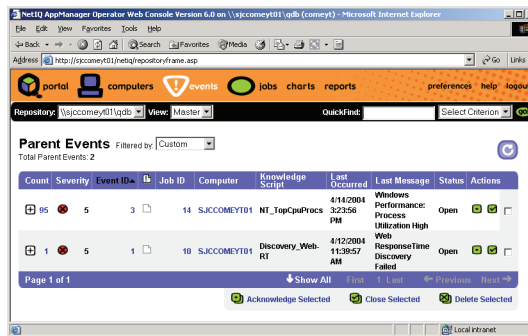 NetIQ AppManager Operator Web Console Version 6.0 on \\sjccomeyt01\qdb (comeyt) - Microsoft Internet Explorer
File Edit View Favorites Tools Help
Back Search Favorites Media
Address http://sjccomeyt01/netiq/repositoryframe.asp Go Links
portal computers events jobs charts reports preferences help logout
Repository: \\sjccomeyt01\qdb View: Master QuickFind: Select Criterion go
Parent Events Filtered by: Custom
Total Parent Events: 2
Count Severity Event ID Job ID Computer Knowledge Script Last Occurred Last Message Status Actions
95 5 3 14 SJCCOMEYT01 NT_TopCpuProcs 4/14/2004 3:23:56 PM Windows Performance: Process Utilization High Open
1 5 1 10 SJCCOMEYT01 Discovery_Web-RT 4/12/2004 11:39:57 AM Web ResponseTime Discovery Failed Open
Page 1 of 1 Show All First 1 Last Previous Next
Acknowledge Selected Close Selected Delete Selected
Local intranet